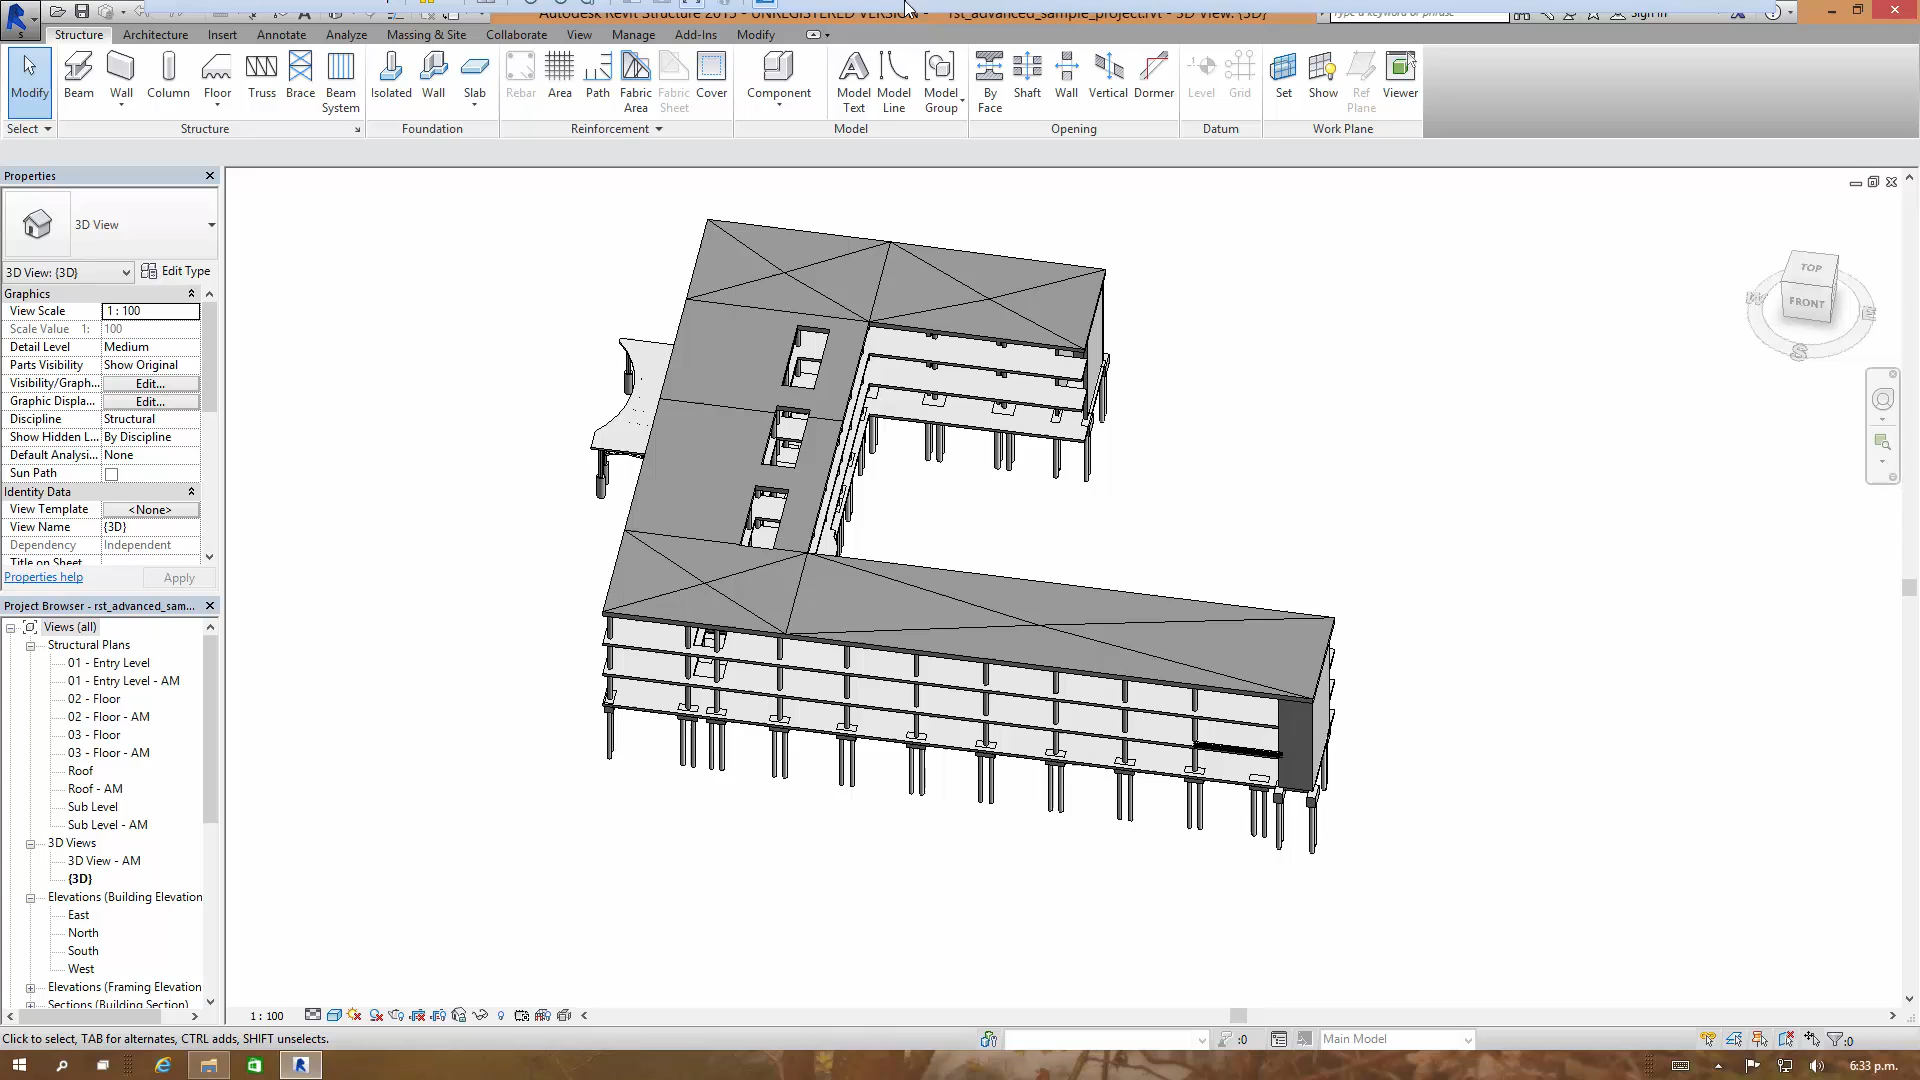 Autodesk Revit Structure 2015 - UNREGISTERED VERSION - rst_advanced_sample_project.rvt - 3D View: {3D}
Type a keyword or phrase
Sign In
Structure Architecture Insert Annotate Analyze Massing & Site Collaborate View Manage Add-Ins Modify
Modify Beam Wall Column Floor Truss Brace Beam System Isolated Wall Slab Rebar Area Path Fabric Area Fabric Sheet Cover Component Model Text Model Line Model Group By Face Shaft Wall Vertical Dormer Level Grid Set Show Ref Plane Viewer
Select Structure Foundation Reinforcement Model Opening Datum Work Plane
Properties
3D View
3D View: {3D} Edit Type
Graphics
View Scale 1 : 100
Scale Value 1: 100
Detail Level Medium
Parts Visibility Show Original
Visibility/Graph... Edit...
Graphic Displa... Edit...
Discipline Structural
Show Hidden L... By Discipline
Default Analysi... None
Sun Path
Identity Data
View Template <None>
View Name {3D}
Dependency Independent
Title on Sheet
Properties help Apply
Project Browser - rst_advanced_sam...
Views (all)
Structural Plans
01 - Entry Level
01 - Entry Level - AM
02 - Floor
02 - Floor - AM
03 - Floor
03 - Floor - AM
Roof
Roof - AM
Sub Level
Sub Level - AM
3D Views
3D View - AM
{3D}
Elevations (Building Elevation
East
North
South
West
Elevations (Framing Elevation
Sections (Building Section)
TOP
FRONT
W
S
E
1 : 100
Click to select, TAB for alternates, CTRL adds, SHIFT unselects.
:0
Main Model
:0
6:33 p.m.